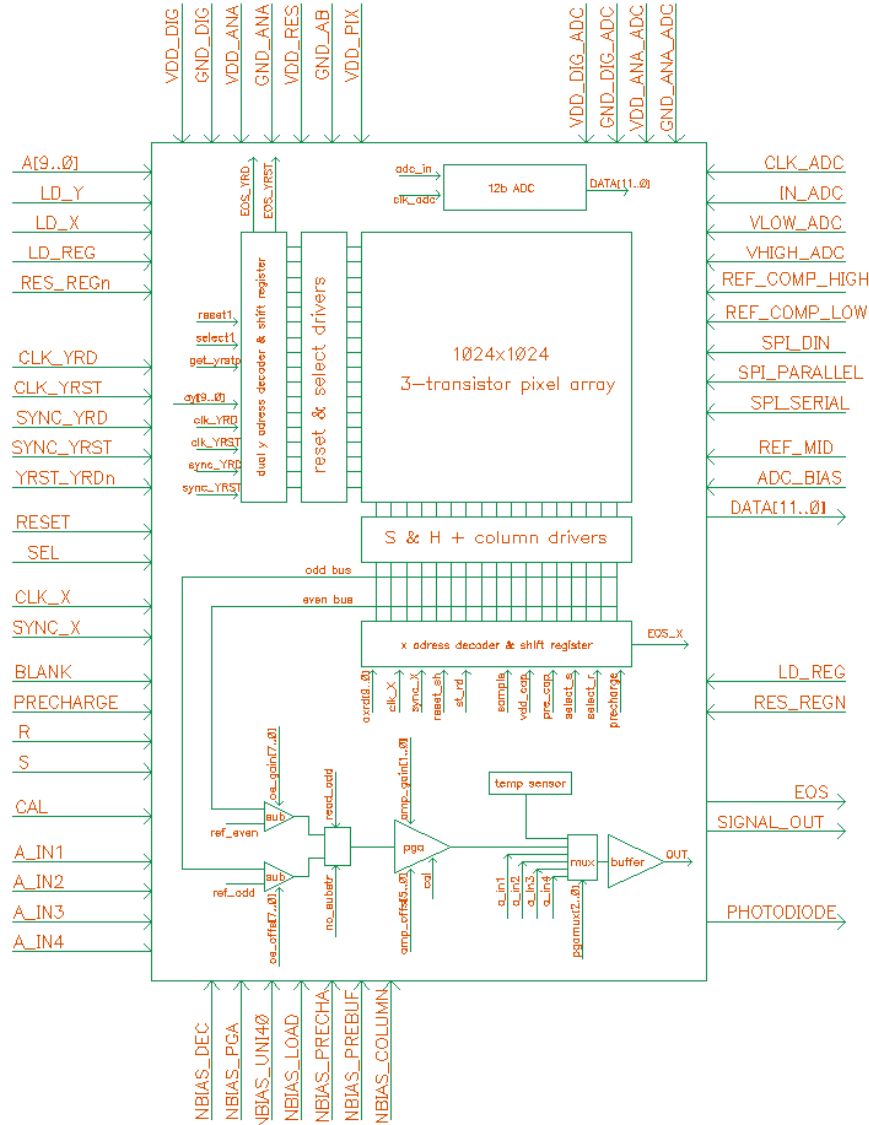 VDD_DIG
GND_DIG
VDD_ANA
GND_ANA
VDD_RES
GND_AB
VDD_PIX
VDD_DIG_ADC
GND_DIG_ADC
VDD_ANA_ADC
GND_ANA_ADC
A[9..0]
LD_Y
LD_X
LD_REG
RES_REGn
CLK_YRD
CLK_YRST
SYNC_YRD
SYNC_YRST
YRST_YRDn
RESET
SEL
CLK_X
SYNC_X
BLANK
PRECHARGE
R
S
CAL
A_IN1
A_IN2
A_IN3
A_IN4
EOS_YRD
EOS_YRST
adc_in
clk_adc
12b ADC
DATA[11..0]
reset1
select1
get_yrstp
ay[9..0]
clk_YRD
clk_YRST
sync_YRD
sync_YRST
dual y adress decoder & shift register
reset & select drivers
1024x1024
3-transistor pixel array
S & H + column drivers
odd bus
even bus
x adress decoder & shift register
EOS_X
axrd[9..0]
clk_X
sync_X
reset_sh
st_rd
sample
vdd_cap
pre_cap
select_s
select_r
precharge
oe_gain[7..0]
sub
ref_even
sub
ref_odd
oe_offs[7..0]
read_odd
no_substr
amp_gain[1..0]
pga
cal
amp_offs[5..0]
temp sensor
a_in1
a_in2
a_in3
a_in4
mux
pgamux[2..0]
buffer
OUT
CLK_ADC
IN_ADC
VLOW_ADC
VHIGH_ADC
REF_COMP_HIGH
REF_COMP_LOW
SPI_DIN
SPI_PARALLEL
SPI_SERIAL
REF_MID
ADC_BIAS
DATA[11..0]
LD_REG
RES_REGN
EOS
SIGNAL_OUT
PHOTODIODE
NBIAS_DEC
NBIAS_PGA
NBIAS_UNI40
NBIAS_LOAD
NBIAS_PRECHA
NBIAS_PREBUF
NBIAS_COLUMN